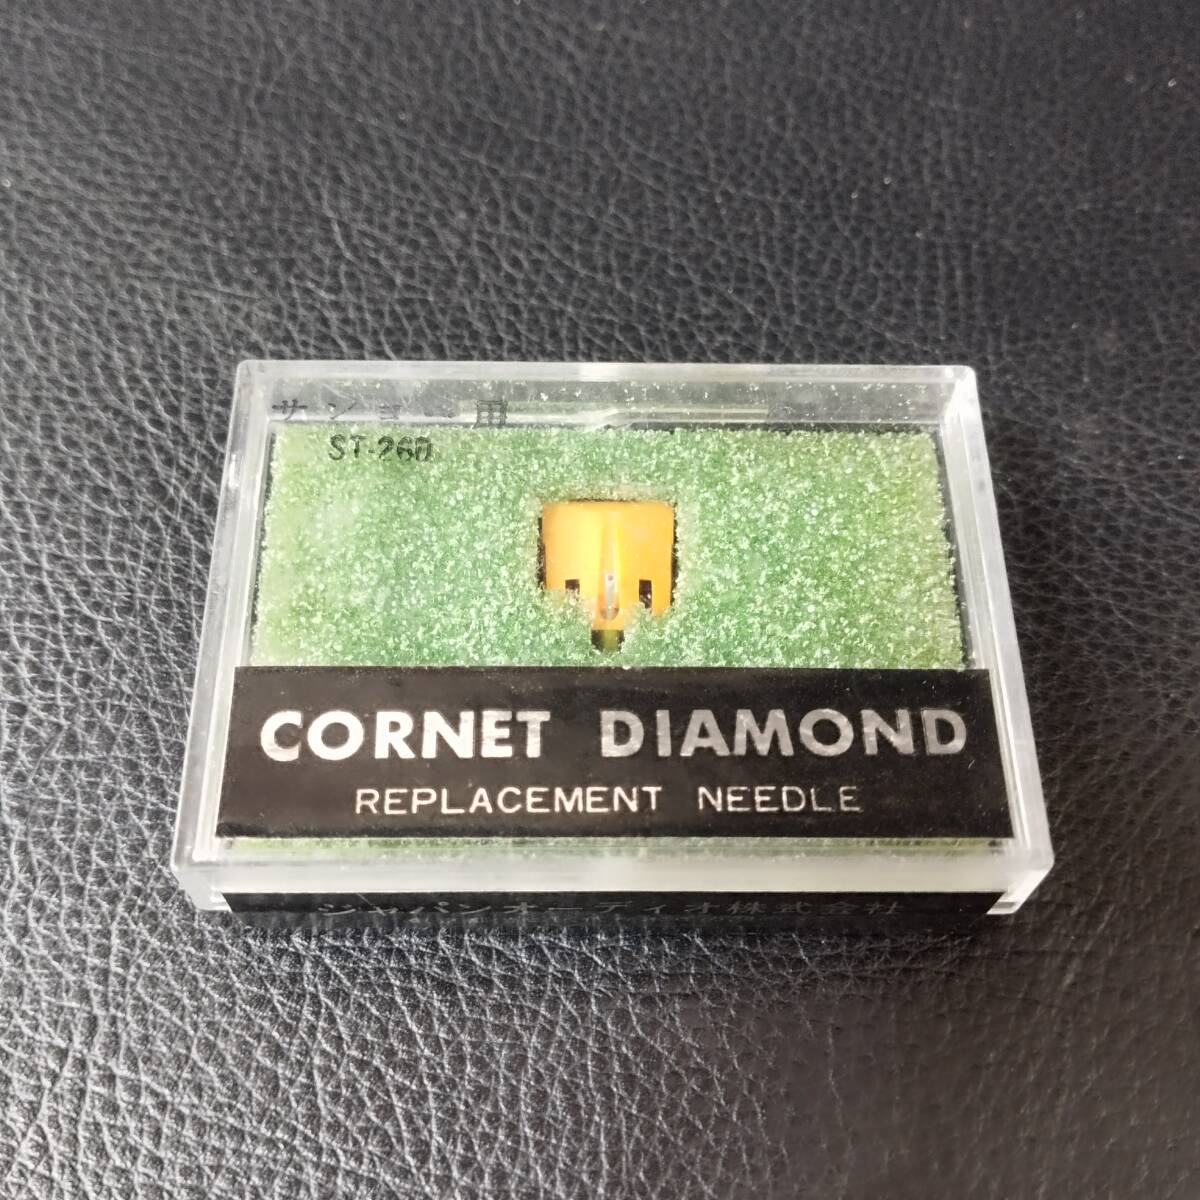 サンヨー用
ST-26D
CORNET DIAMOND
REPLACEMENT NEEDLE
ジャパンオーディオ株式会社